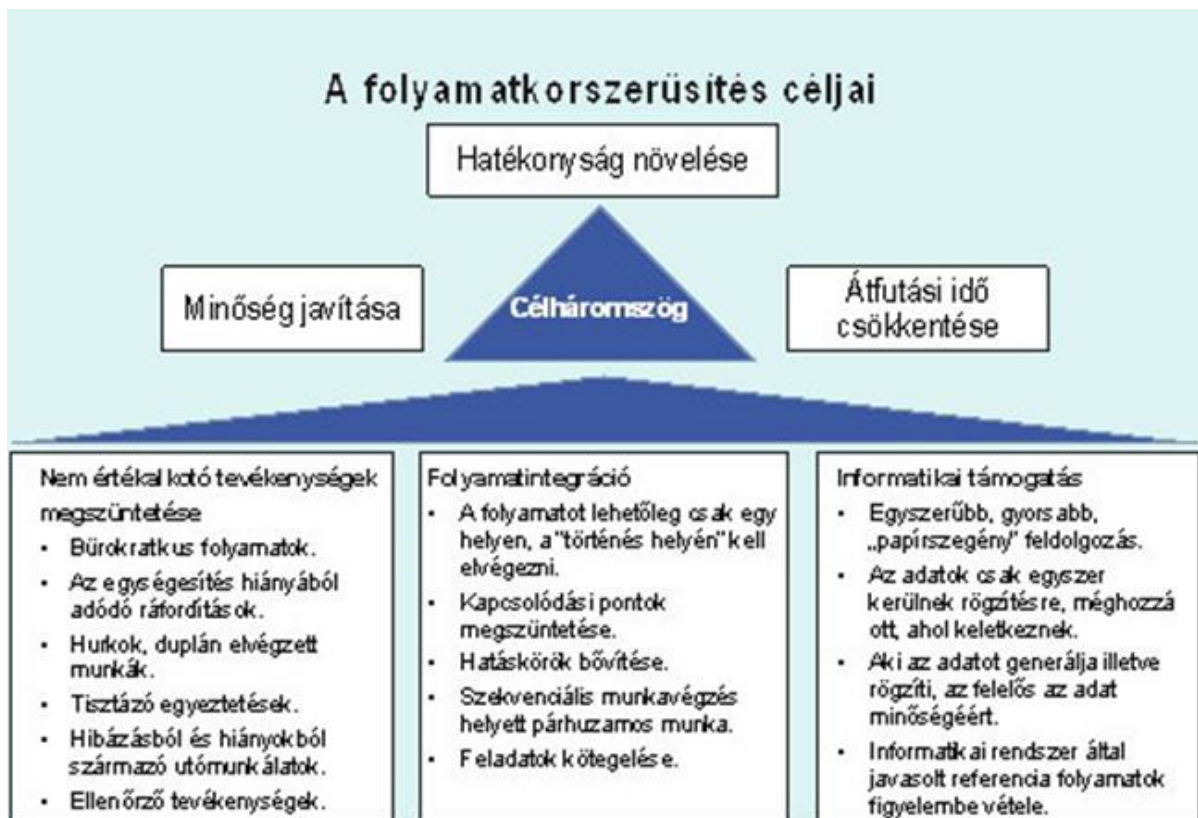 A folyamatkorszerűsítés céljai
Hatékonyság növelése
Minőség javítása
Célháromszög
Átfutási idő
csökkentése
Nem értékalkotó tevékenységek
megszüntetése
• Bürokratkus folyamatok.
• Az egységesítés hiányából
adódó ráfordítások.
• Hurkok, duplán elvégzett
munkák.
• Tisztázó egyeztetések.
• Hibázásból és hiányokból
származó utómunkálatok.
• Ellenőrző tevékenységek.
Folyamatintegráció
• A folyamatot lehetőleg csak egy
helyen, a "történés helyén" kell
elvégezni.
• Kapcsolódási pontok
megszüntetése.
• Hatáskörök bővítése.
• Szekvenciális munkavégzés
helyett párhuzamos munka.
• Feladatok kötegelése.
Informatikai támogatás
• Egyszerűbb, gyorsabb,
„papírszegény” feldolgozás.
• Az adatok csak egyszer
kerülnek rögzítésre, méghozzá
ott, ahol keletkeznek.
• Aki az adatot generálja illetve
rögzíti, az felelős az adat
minőségéért.
• Informatikai rendszer által
javasolt referencia folyamatok
figyelembe vétele.